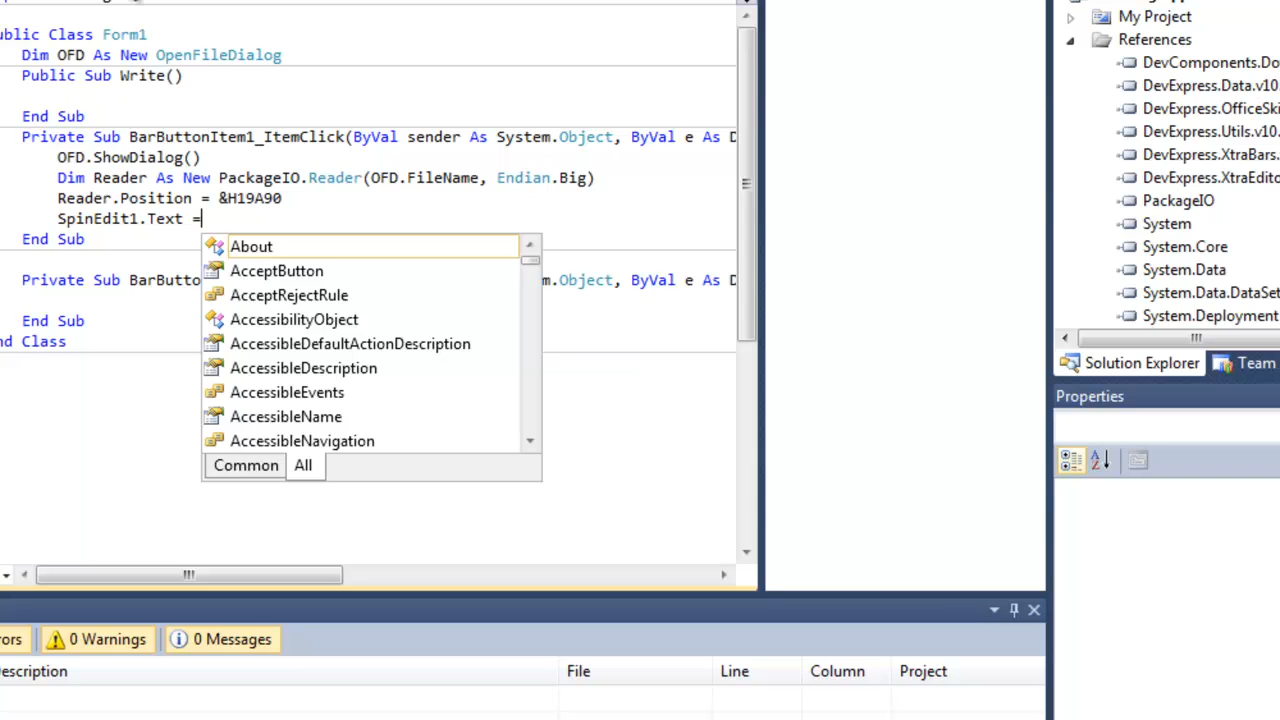 ublic Class Form1
Dim OFD As New OpenFileDialog
Public Sub Write()
End Sub
Private Sub BarButtonItem1_ItemClick(ByVal sender As System.Object, ByVal e As D
OFD.ShowDialog()
Dim Reader As New PackageIO.Reader(OFD.FileName, Endian.Big)
Reader.Position = &H19A90
SpinEdit1.Text =
End Sub
Private Sub BarButto
m.Object, ByVal e As D
End Sub
nd Class
About
AcceptButton
AcceptRejectRule
AccessibilityObject
AccessibleDefaultActionDescription
AccessibleDescription
AccessibleEvents
AccessibleName
AccessibleNavigation
Common All
My Project
References
DevComponents.Do
DevExpress.Data.v10
DevExpress.OfficeSki
DevExpress.Utils.v10.
DevExpress.XtraBars.
DevExpress.XtraEdito
PackageIO
System
System.Core
System.Data
System.Data.DataSet
System.Deployment
Solution Explorer Team
Properties
rors 0 Warnings 0 Messages
escription File Line Column Project